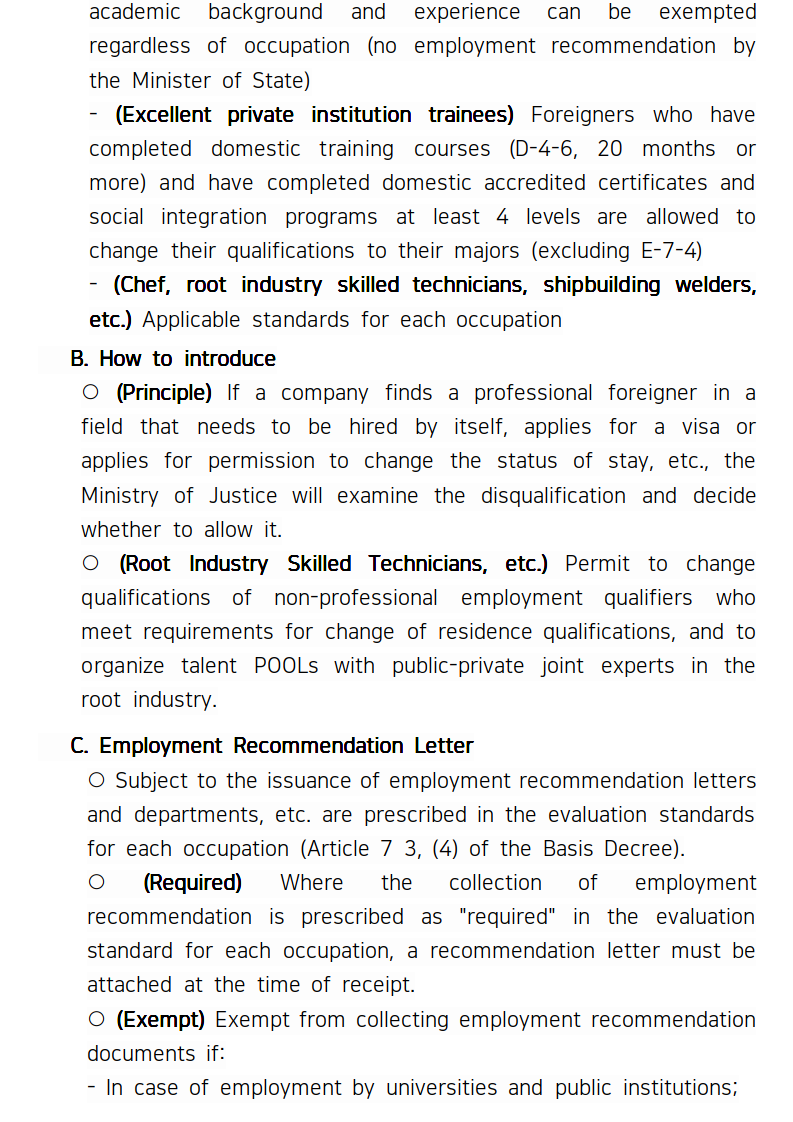 academic background and experience can be exempted
regardless of occupation (no employment recommendation by
the Minister of State)
- (Excellent private institution trainees) Foreigners who have
completed domestic training courses (D-4-6, 20 months or
more) and have completed domestic accredited certificates and
social integration programs at least 4 levels are allowed to
change their qualifications to their majors (excluding E-7-4)
- (Chef, root industry skilled technicians, shipbuilding welders,
etc.) Applicable standards for each occupation
B. How to introduce
○ (Principle) If a company finds a professional foreigner in a
field that needs to be hired by itself, applies for a visa or
applies for permission to change the status of stay, etc., the
Ministry of Justice will examine the disqualification and decide
whether to allow it.
○ (Root Industry Skilled Technicians, etc.) Permit to change
qualifications of non-professional employment qualifiers who
meet requirements for change of residence qualifications, and to
organize talent POOLs with public-private joint experts in the
root industry.
C. Employment Recommendation Letter
○ Subject to the issuance of employment recommendation letters
and departments, etc. are prescribed in the evaluation standards
for each occupation (Article 7 3, (4) of the Basis Decree).
○ (Required) Where the collection of employment
recommendation is prescribed as "required" in the evaluation
standard for each occupation, a recommendation letter must be
attached at the time of receipt.
○ (Exempt) Exempt from collecting employment recommendation
documents if:
- In case of employment by universities and public institutions;